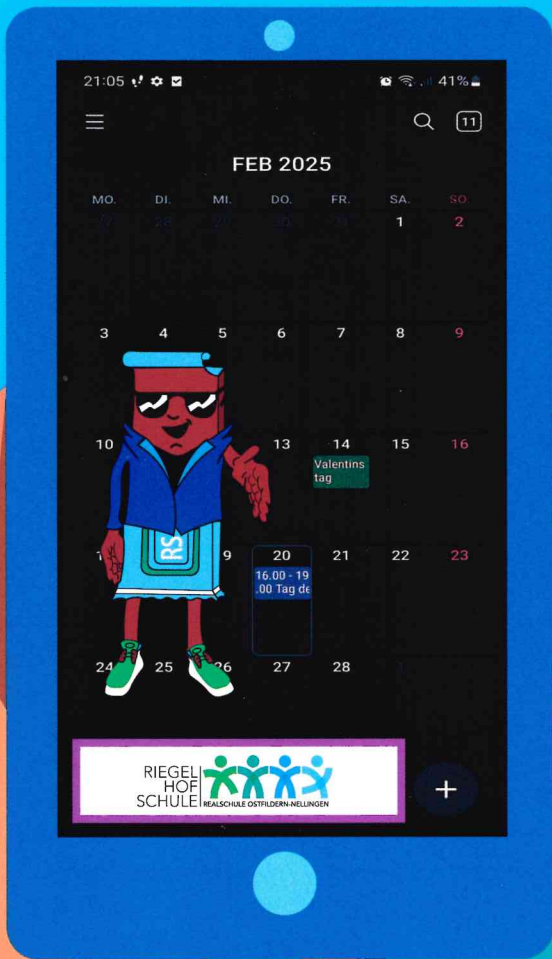 21:05
41%
11
FEB 2025
MO. DI. MI. DO. FR. SA. SO.
1 2
3 4 5 6 7 8 9
10 13 14 15 16
Valentins
tag
9 20 21 22 23
16.00 - 19
.00 Tag de
RS
24 25 26 27 28
RIEGEL
HOF
SCHULE
REALSCHULE OSTFILDERN-NELLINGEN